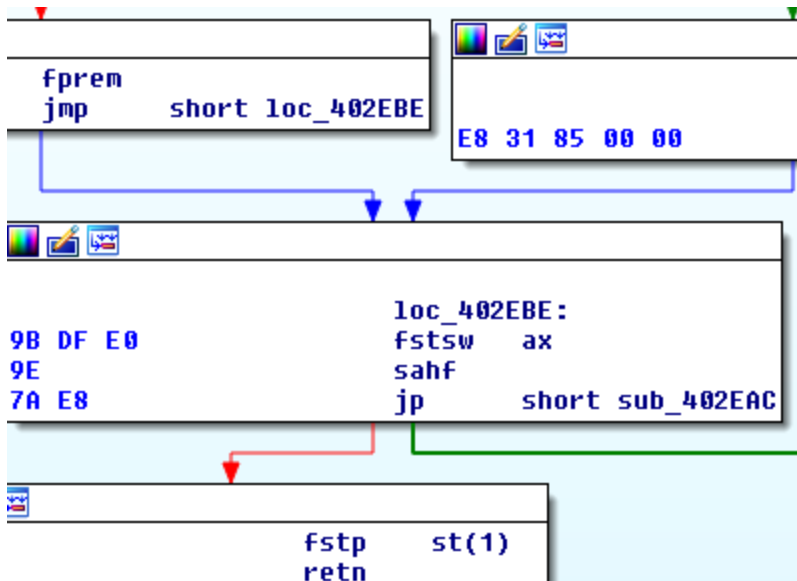 fprem
jmp short loc_402EBE
E8 31 85 00 00
loc_402EBE:
9B DF E0 fstsw ax
9E sahf
7A E8 jp short sub_402EAC
fstp st(1)
retn